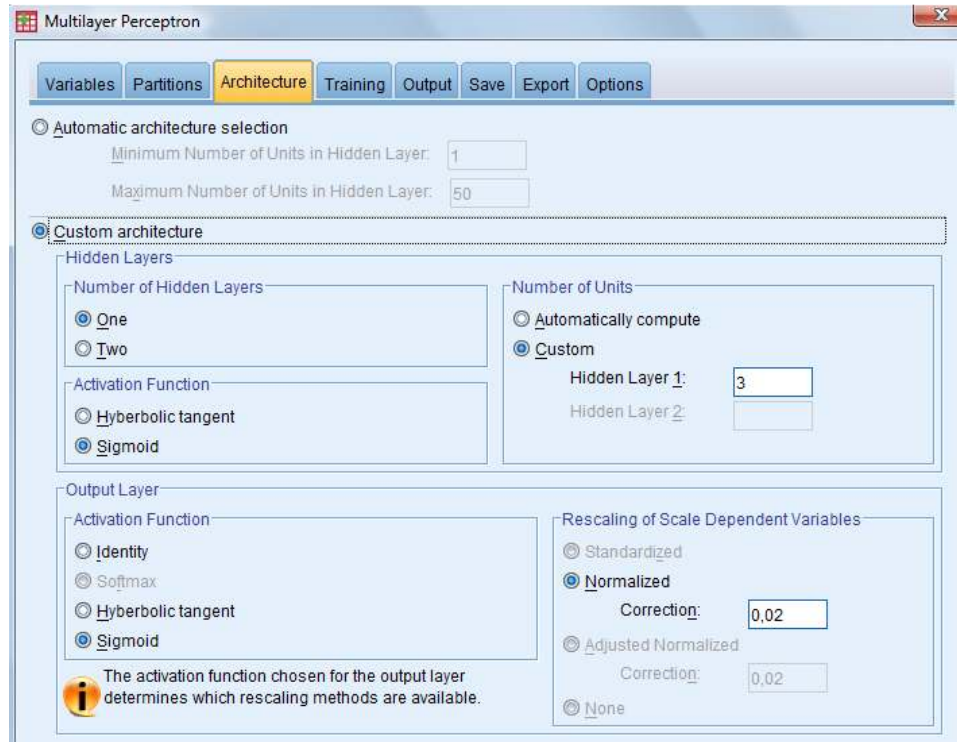 Multilayer Perceptron
Variables Partitions Architecture Training Output Save Export Options
Automatic architecture selection
Minimum Number of Units in Hidden Layer: 1
Maximum Number of Units in Hidden Layer: 50
Custom architecture
Hidden Layers
Number of Hidden Layers
One
Two
Activation Function
Hyberbolic tangent
Sigmoid
Number of Units
Automatically compute
Custom
Hidden Layer 1: 3
Hidden Layer 2:
Output Layer
Activation Function
Identity
Softmax
Hyberbolic tangent
Sigmoid
The activation function chosen for the output layer
determines which rescaling methods are available.
Rescaling of Scale Dependent Variables
Standardized
Normalized
Correction: 0,02
Adjusted Normalized
Correction: 0,02
None